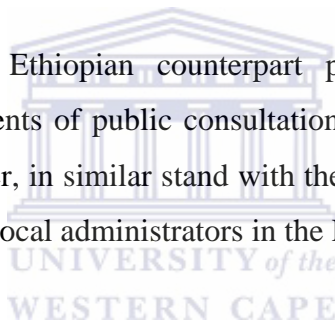 Ethiopian counterpart p
ents of public consultation
r, in similar stand with the
ocal administrators in the
UNIVERSITY of the
WESTERN CAPE